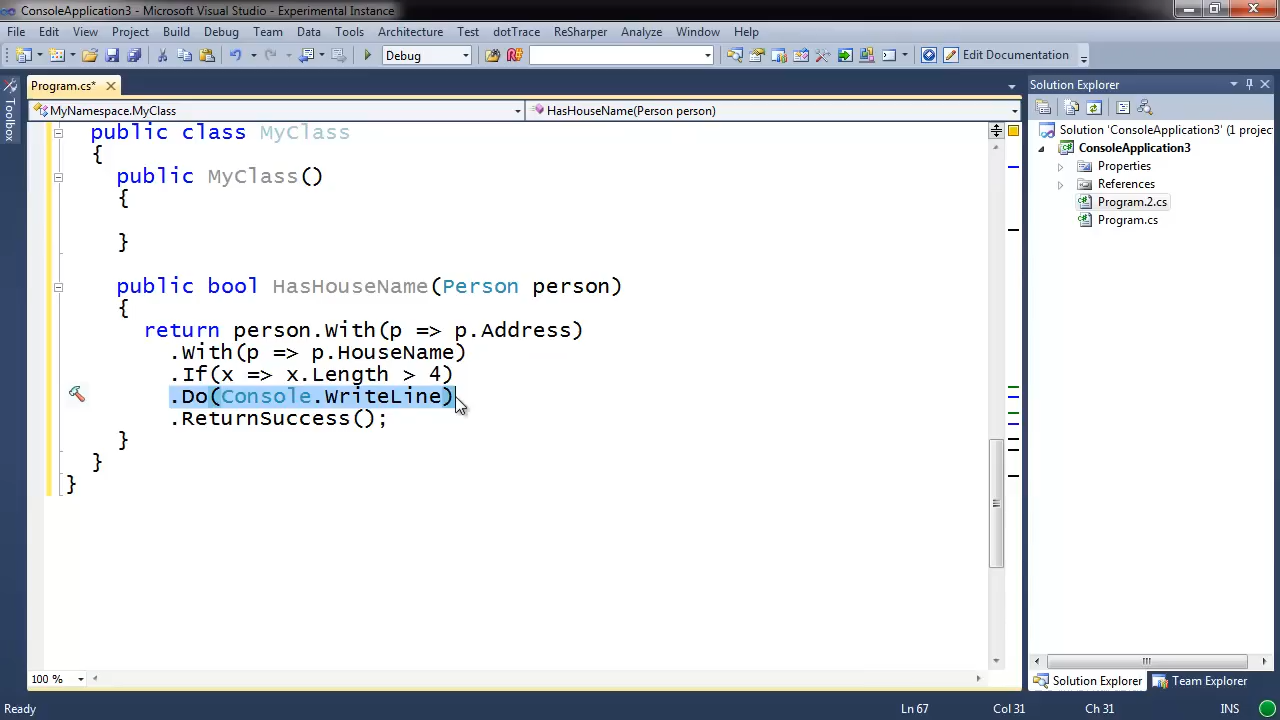 ConsoleApplication3 - Microsoft Visual Studio - Experimental Instance
File Edit View Project Build Debug Team Data Tools Architecture Test dotTrace ReSharper Analyze Window Help
Debug Edit Documentation
Toolbox
Program.cs*
MyNamespace.MyClass HasHouseName(Person person)
public class MyClass
{
public MyClass()
{
}
public bool HasHouseName(Person person)
{
return person.With(p => p.Address)
.With(p => p.HouseName)
.If(x => x.Length > 4)
.Do(Console.WriteLine)
.ReturnSuccess();
}
}
}
100 %
Solution Explorer
Solution 'ConsoleApplication3' (1 projec
ConsoleApplication3
Properties
References
Program.2.cs
Program.cs
Solution Explorer Team Explorer
Ln 67 Col 31 Ch 31 INS